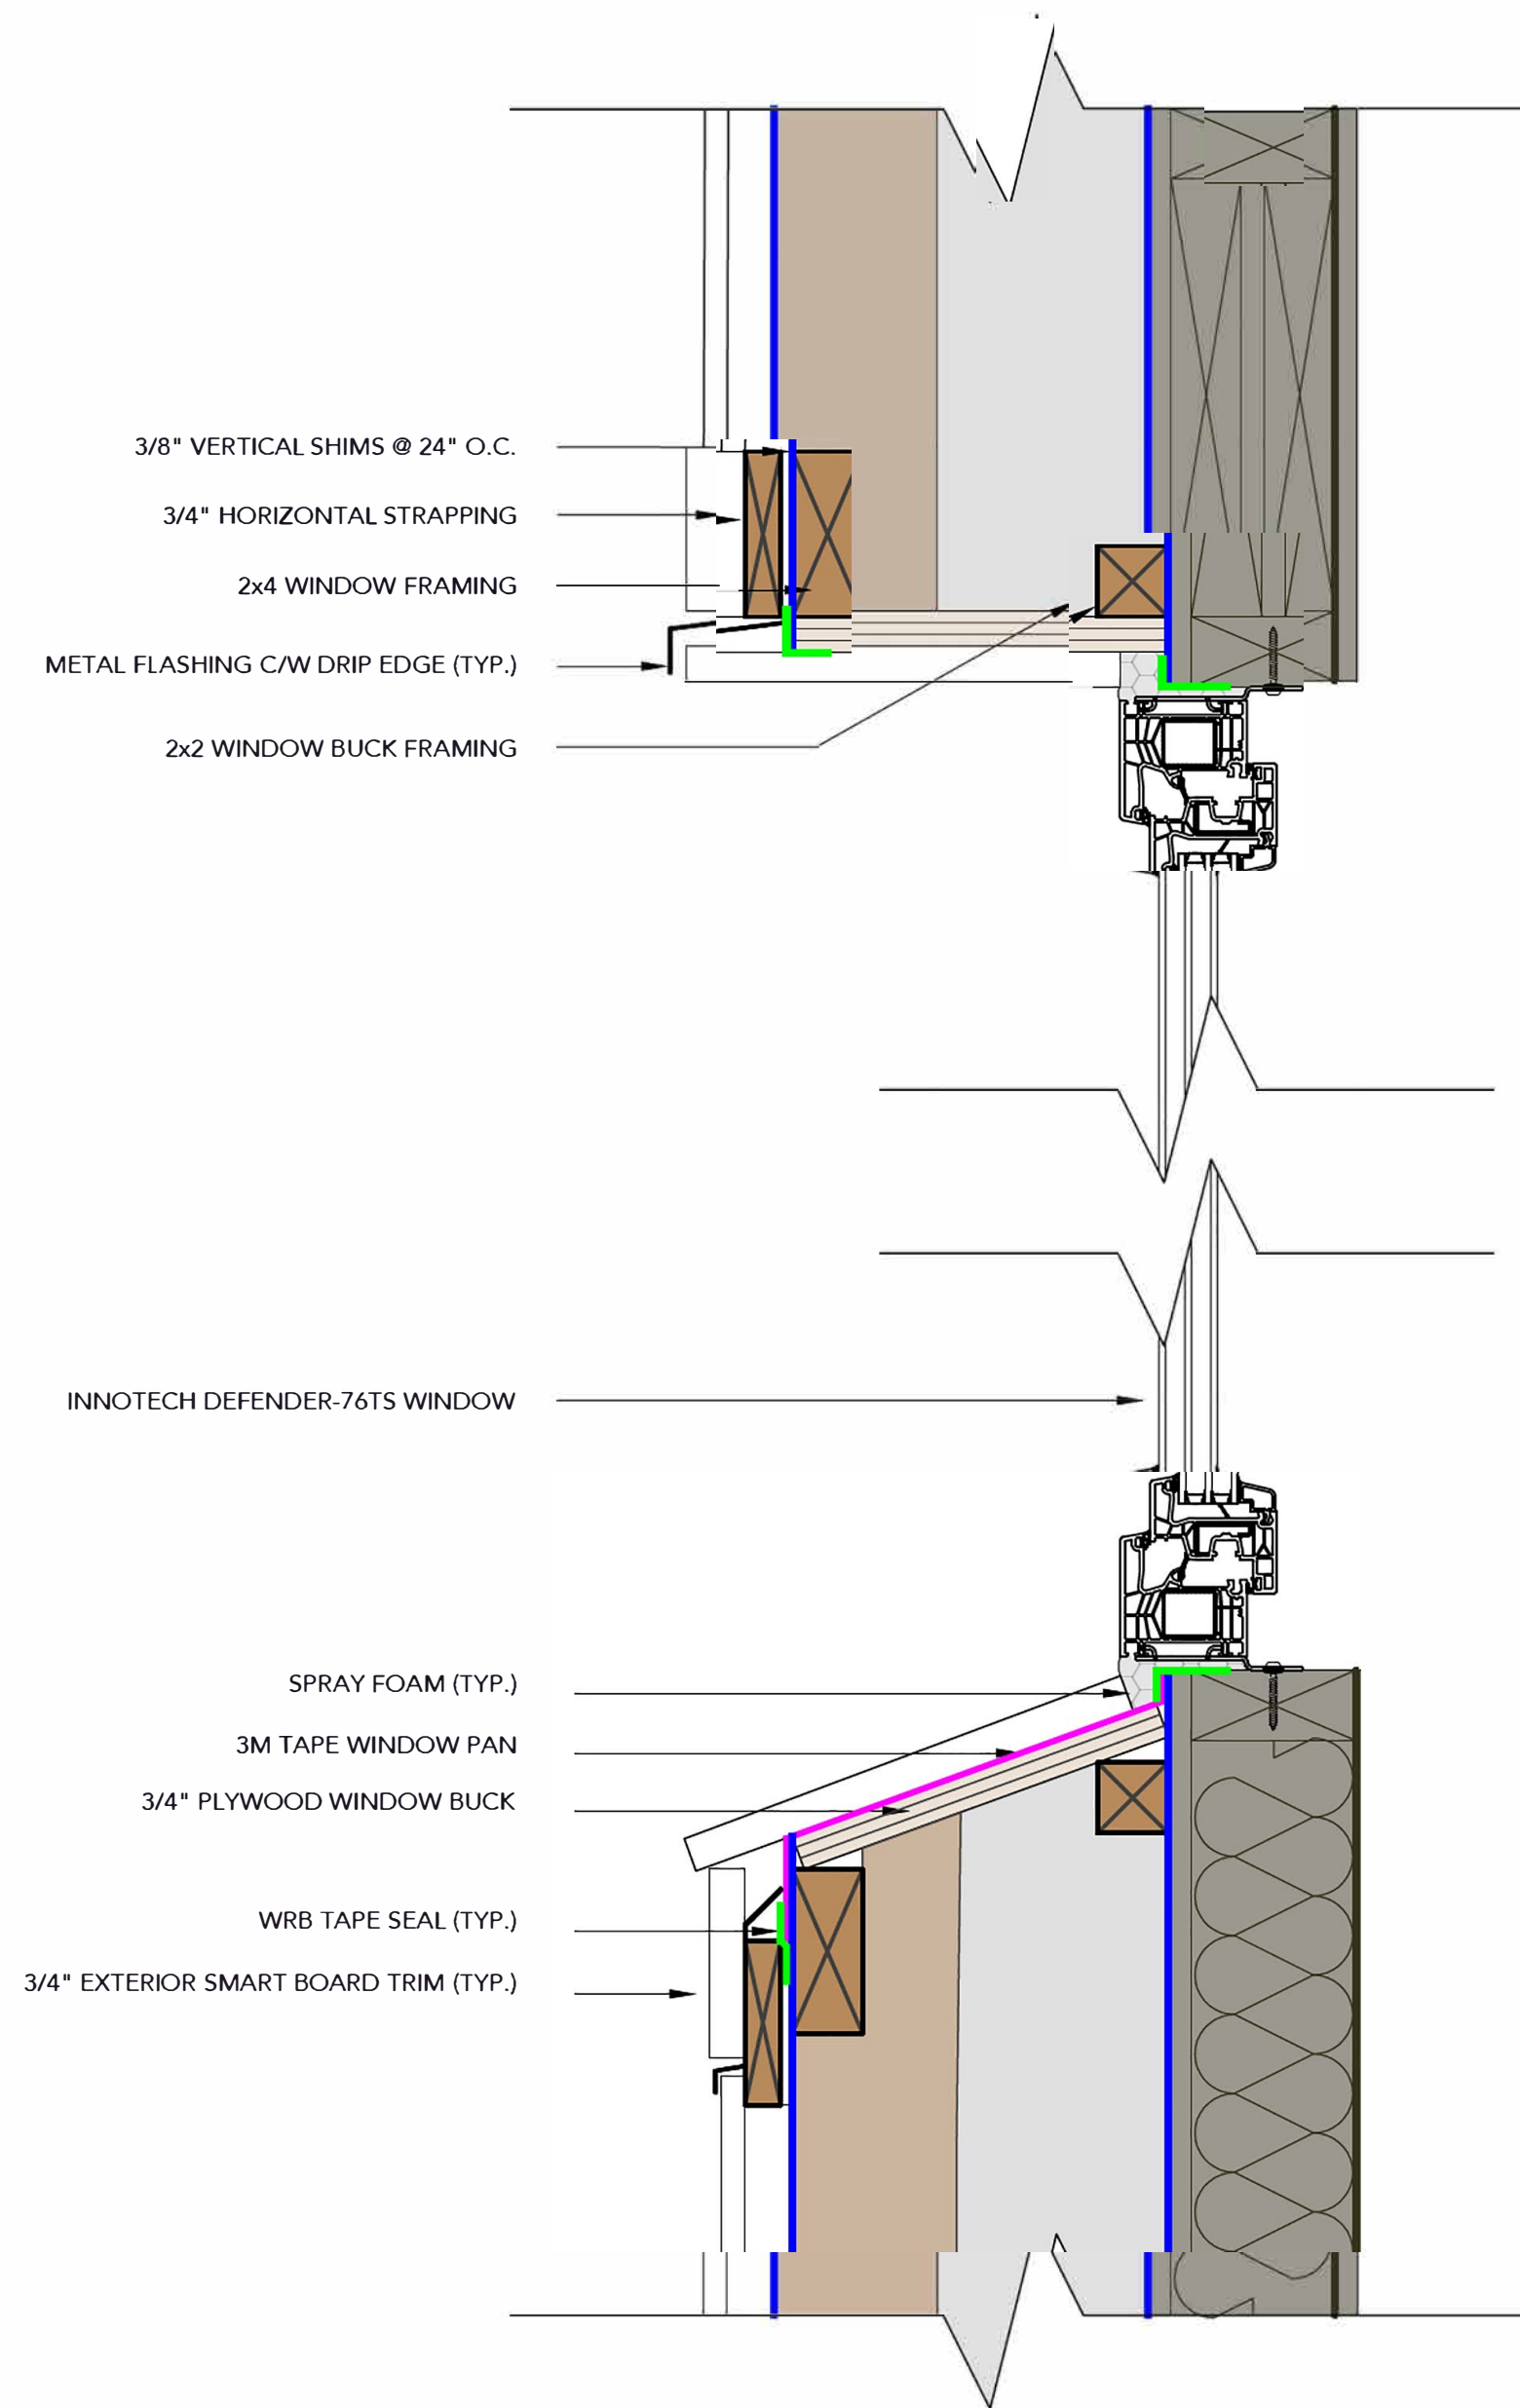 3/8" VERTICAL SHIMS @ 24" O.C.
3/4" HORIZONTAL STRAPPING
2x4 WINDOW FRAMING
METAL FLASHING C/W DRIP EDGE (TYP.)
2x2 WINDOW BUCK FRAMING
INNOTECH DEFENDER-76TS WINDOW
SPRAY FOAM (TYP.)
3M TAPE WINDOW PAN
3/4" PLYWOOD WINDOW BUCK
WRB TAPE SEAL (TYP.)
3/4" EXTERIOR SMART BOARD TRIM (TYP.)